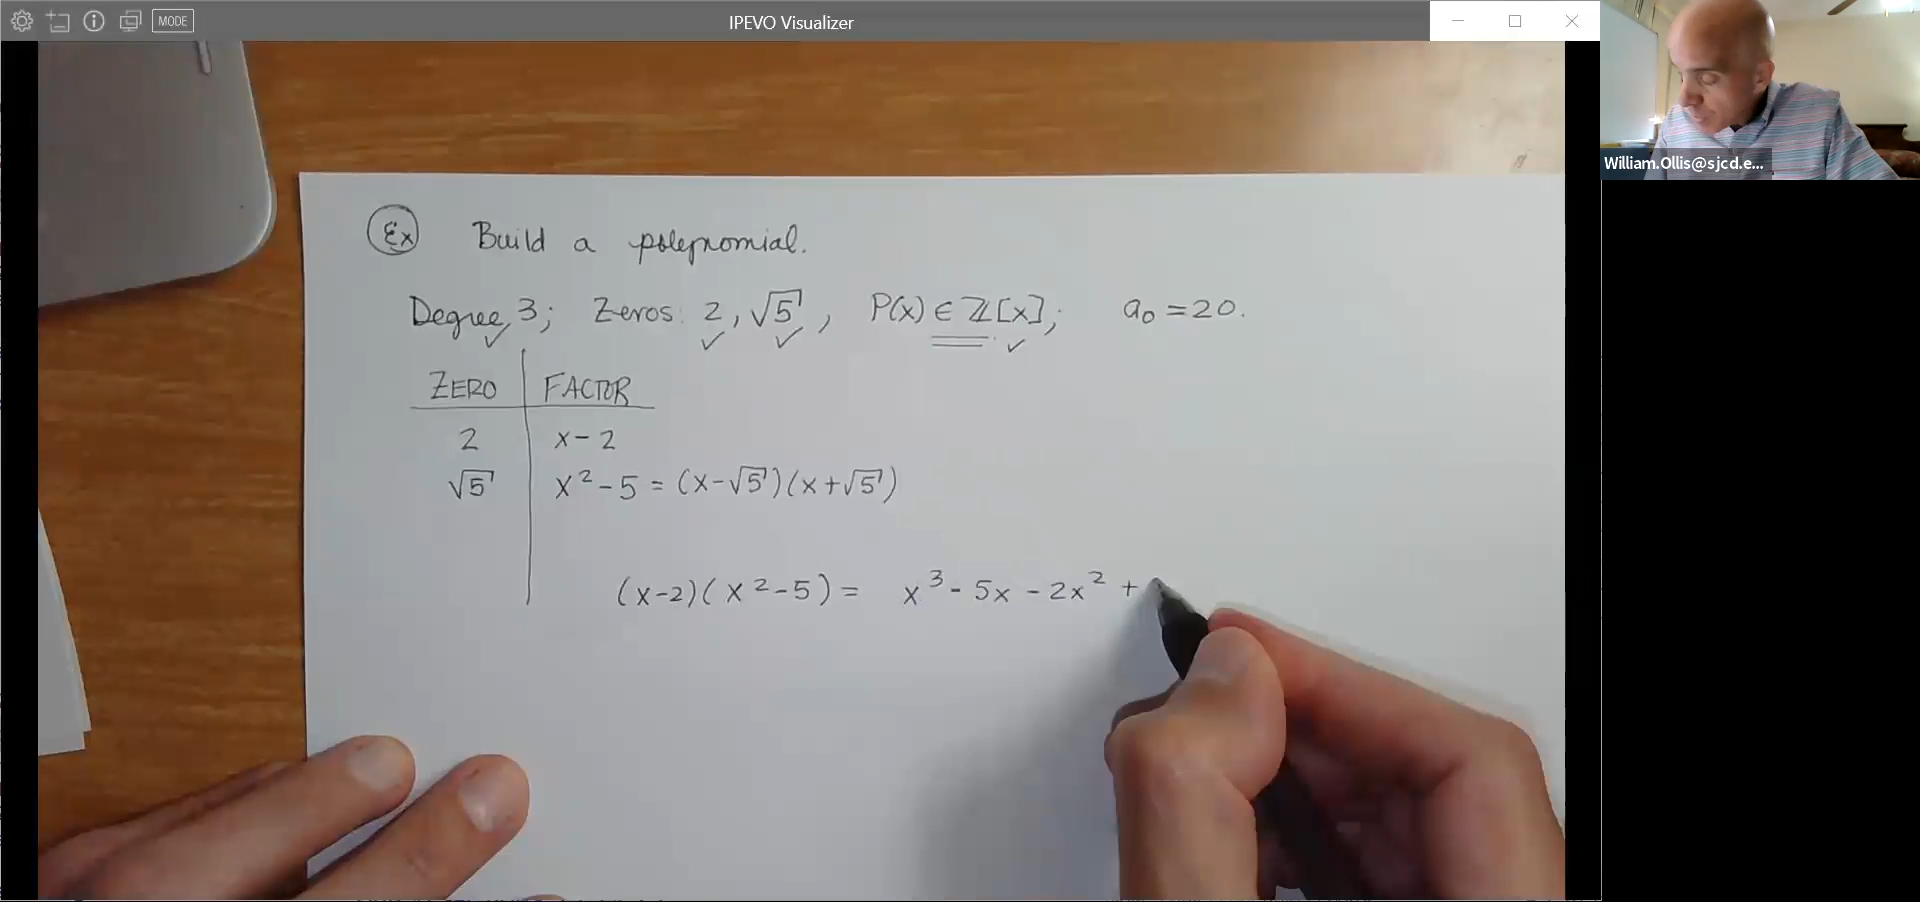 MODE
IPEVO Visualizer
William.Ollis@sjcd.e...
Ex Build a polynomial.
Degree 3; Zeros: 2, √5, P(x) ∈ ℤ[x]; a₀ = 20.
ZERO | FACTOR
2 | x - 2
√5 | x² - 5 = (x-√5)(x+√5)
(x-2)(x²-5) = x³ - 5x - 2x² +